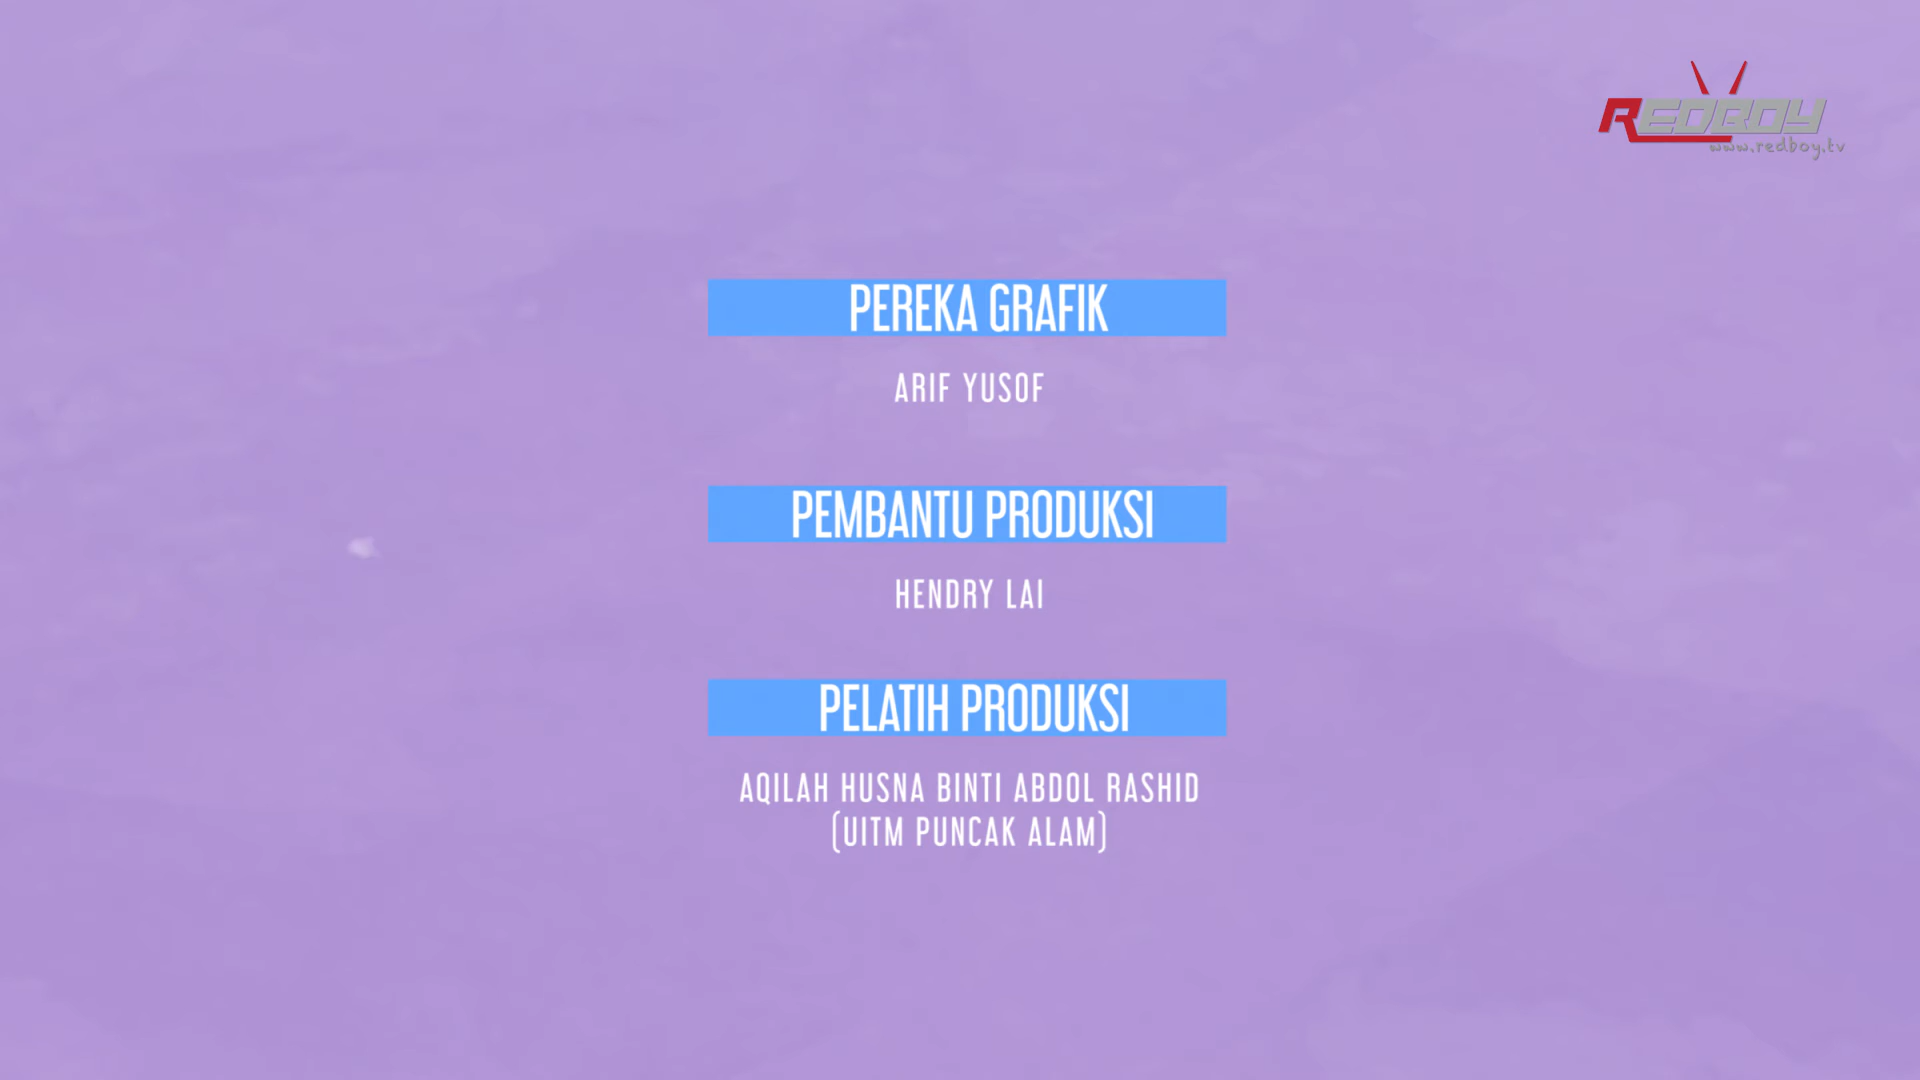 REDBOY
www.redboy.tv
PEREKA GRAFIK
ARIF YUSOF
PEMBANTU PRODUKSI
HENDRY LAI
PELATIH PRODUKSI
AQILAH HUSNA BINTI ABDOL RASHID
(UITM PUNCAK ALAM)